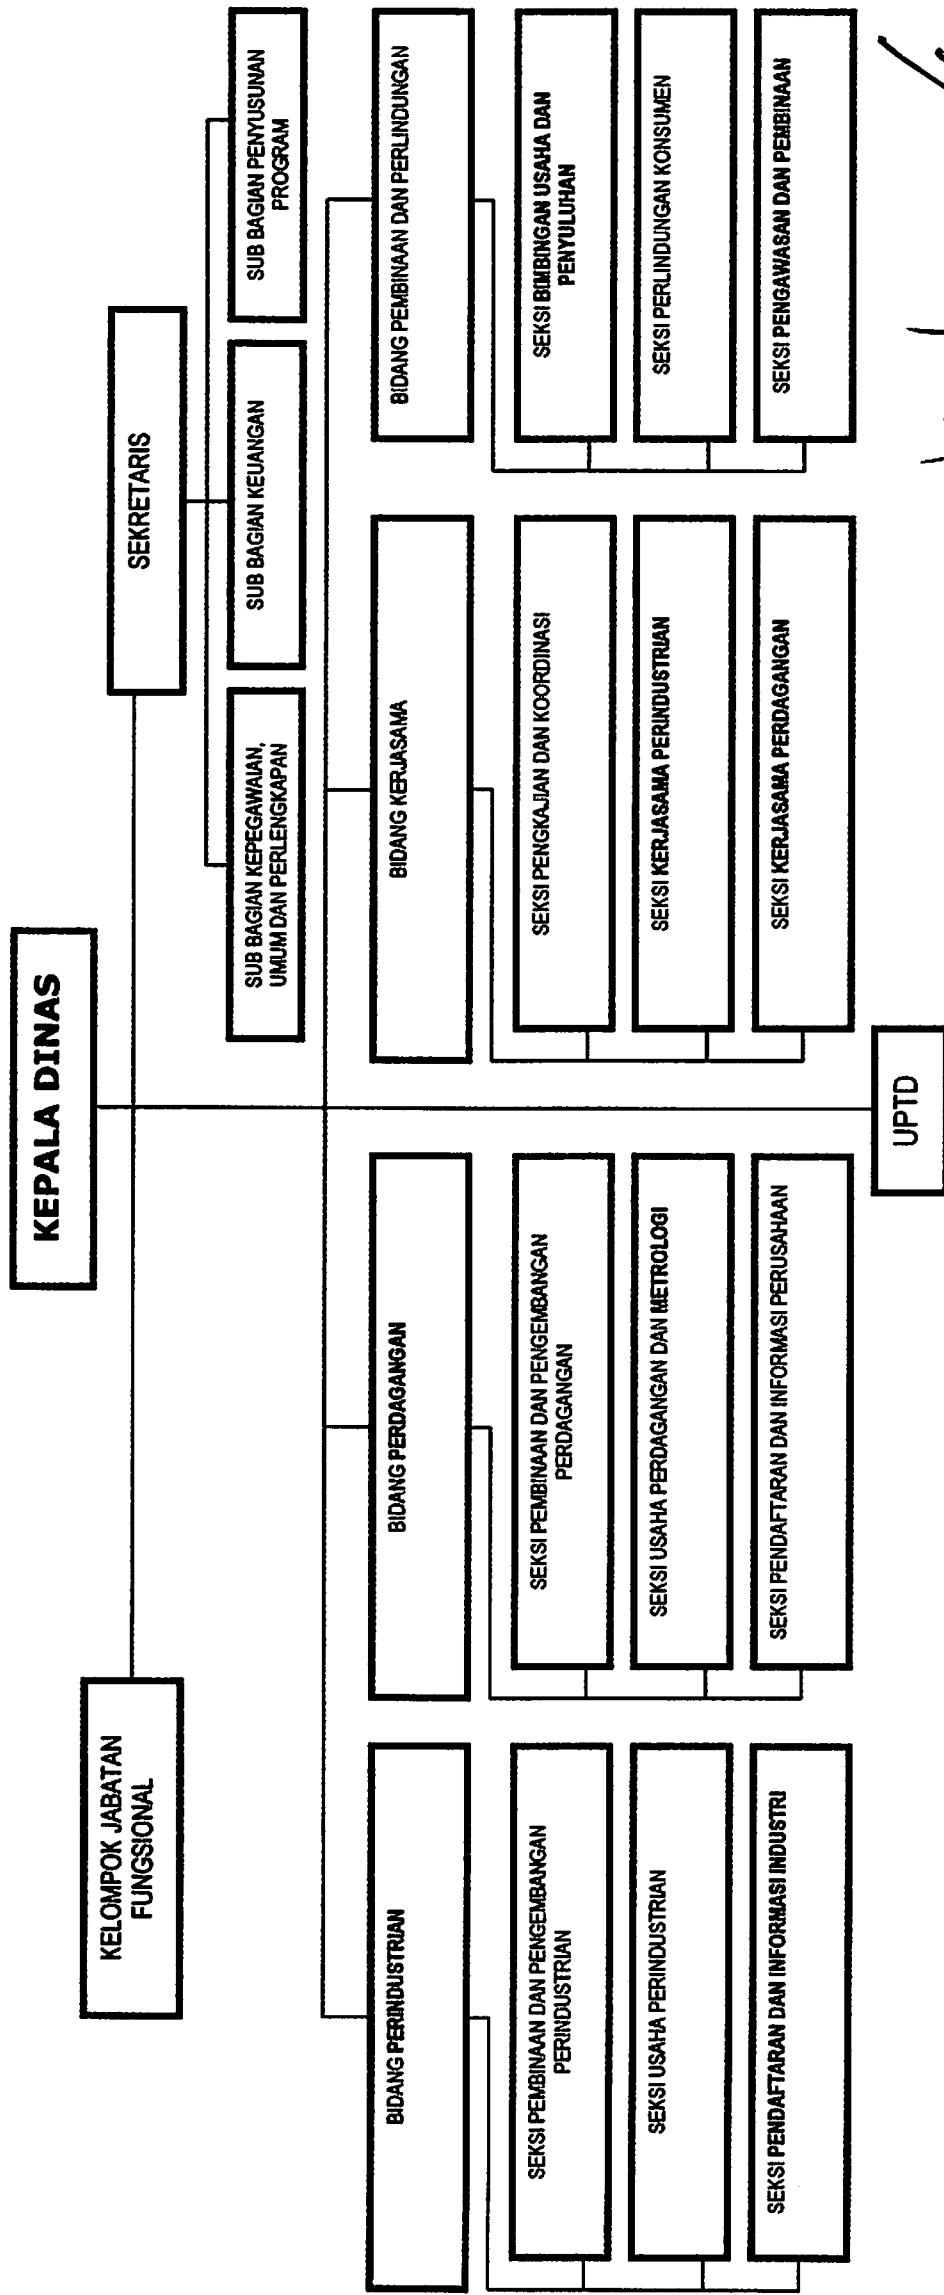 KEPALA DINAS
KELOMPOK JABATAN
FUNGSIONAL
SEKRETARIS
SUB BAGIAN KEPEGAWAIAN,
UMUM DAN PERLENGKAPAN
SUB BAGIAN KEUANGAN
SUB BAGIAN PENYUSUNAN
PROGRAM
BIDANG PERINDUSTRIAN
BIDANG PERDAGANGAN
BIDANG KERJASAMA
BIDANG PEMBINAAN DAN PERLINDUNGAN
SEKSI PEMBINAAN DAN PENGEMBANGAN
PERINDUSTRIAN
SEKSI PEMBINAAN DAN PENGEMBANGAN
PERDAGANGAN
SEKSI PENGKAJIAN DAN KOORDINASI
SEKSI BIMBINGAN USAHA DAN
PENYULUHAN
SEKSI USAHA PERINDUSTRIAN
SEKSI USAHA PERDAGANGAN DAN METROLOGI
SEKSI KERJASAMA PERINDUSTRIAN
SEKSI PERLINDUNGAN KONSUMEN
SEKSI PENDAFTARAN DAN INFORMASI INDUSTRI
SEKSI PENDAFTARAN DAN INFORMASI PERUSAHAAN
SEKSI KERJASAMA PERDAGANGAN
SEKSI PENGAWASAN DAN PEMBINAAN
UPTD